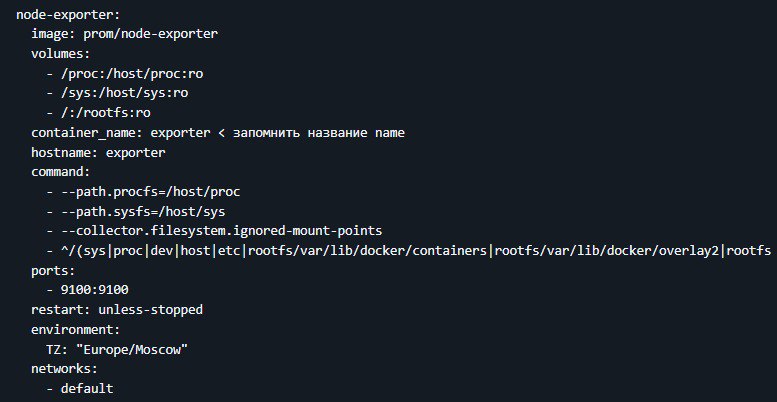 node-exporter:
  image: prom/node-exporter
  volumes:
    - /proc:/host/proc:ro
    - /sys:/host/sys:ro
    - /:/rootfs:ro
  container_name: exporter < запомнить название name
  hostname: exporter
  command:
    - --path.procfs=/host/proc
    - --path.sysfs=/host/sys
    - --collector.filesystem.ignored-mount-points
    - ^/(sys|proc|dev|host|etc|rootfs/var/lib/docker/containers|rootfs/var/lib/docker/overlay2|rootfs
  ports:
    - 9100:9100
  restart: unless-stopped
  environment:
    TZ: "Europe/Moscow"
  networks:
    - default